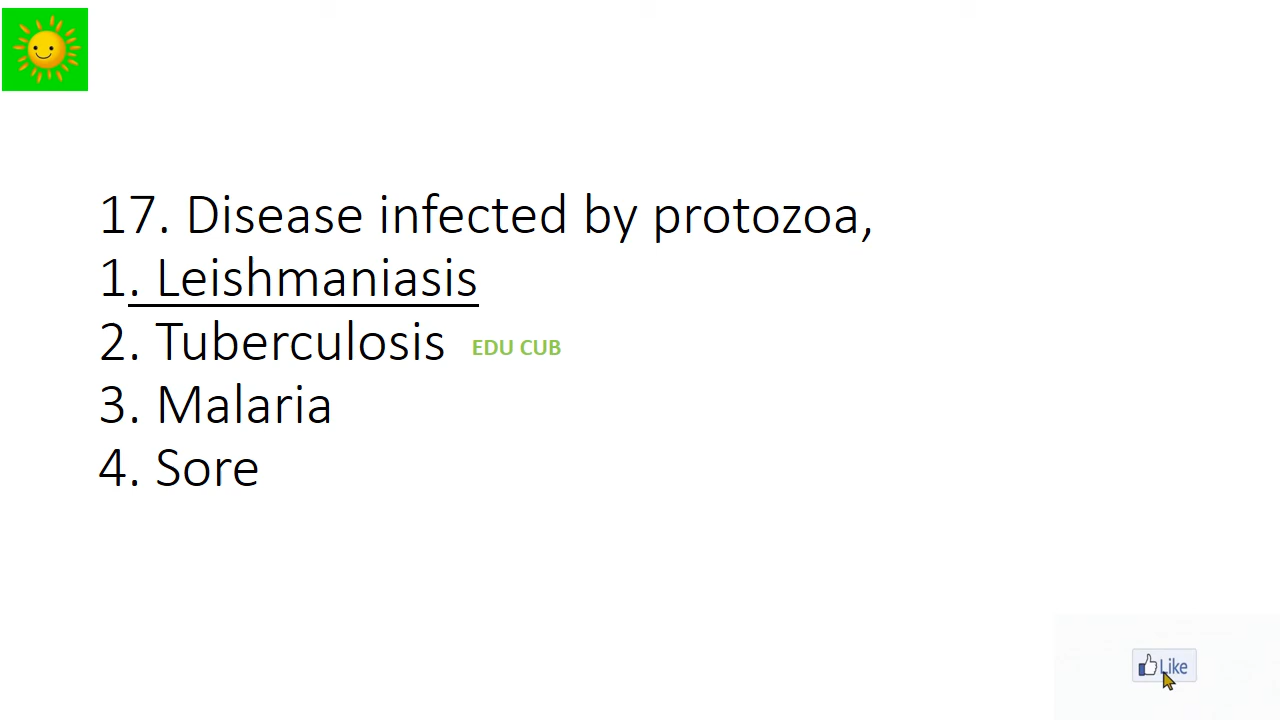 17. Disease infected by protozoa,
1. Leishmaniasis
2. Tuberculosis
EDU CUB
3. Malaria
4. Sore
Like